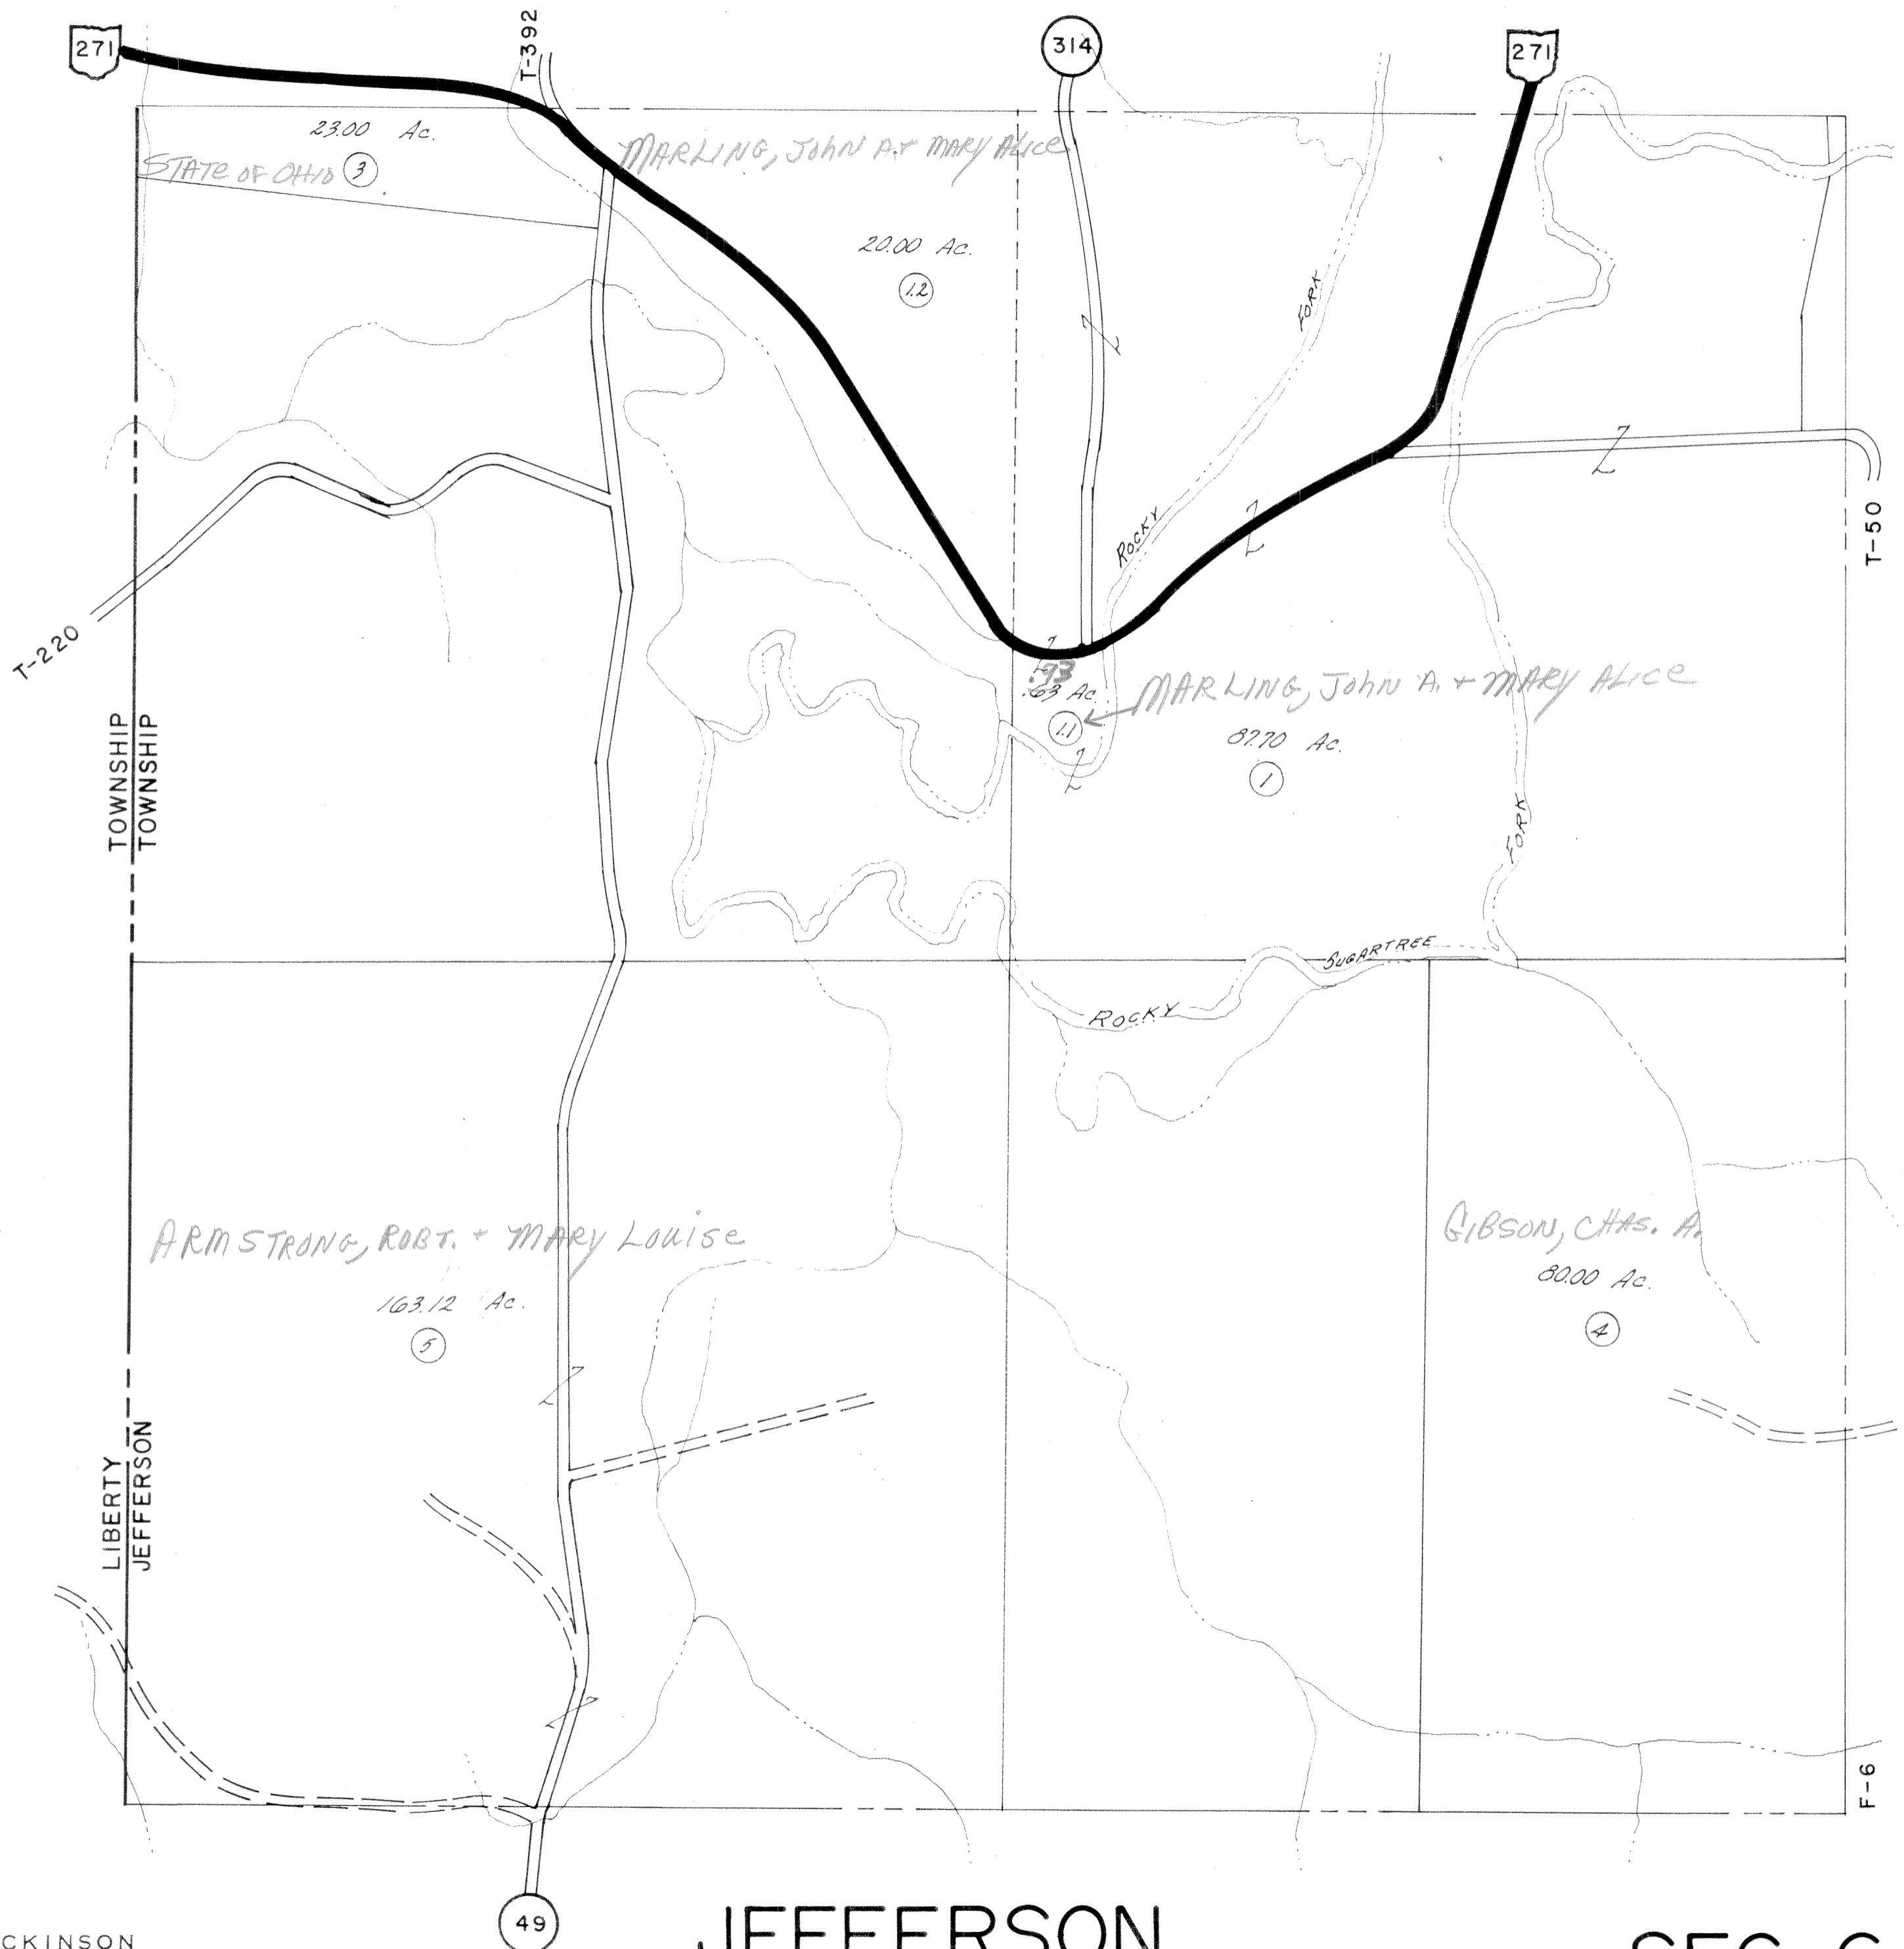 271
T-392
314
271
23.00 Ac.
STATE OF OHIO 3
MARLING, JOHN A. + MARY ALICE
20.00 Ac.
1.2
FORK
ROCKY
T-50
T-220
.93
.63 Ac.
1.1
MARLING, JOHN A. + MARY ALICE
87.70 Ac.
1
TOWNSHIP
TOWNSHIP
FORK
SUGARTREE
ROCKY
ARMSTRONG, ROBT. + MARY LOUISE
163.12 Ac.
5
GIBSON, CHAS. A.
80.00 Ac.
4
LIBERTY
JEFFERSON
F-6
49
JEFFERSON
CKINSON